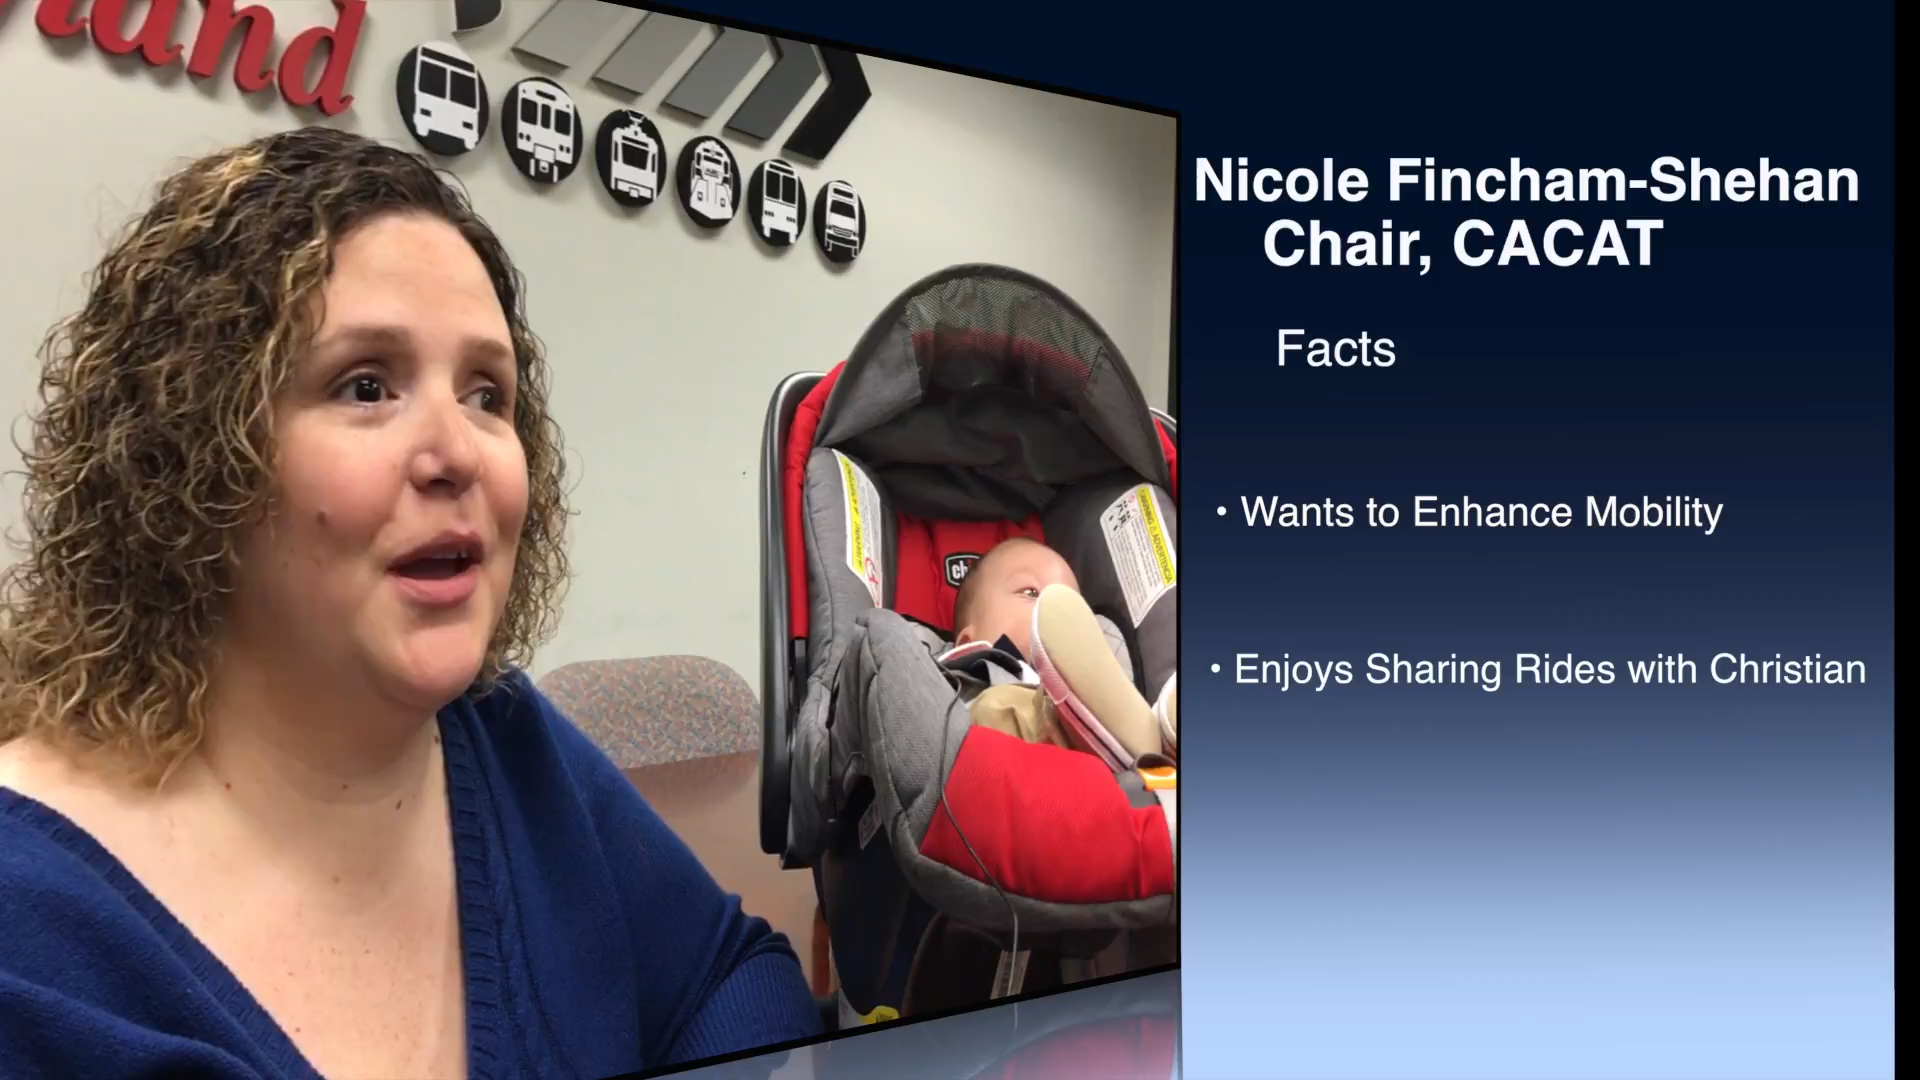 Nicole Fincham-Shehan
Chair, CACAT
Facts
• Wants to Enhance Mobility
• Enjoys Sharing Rides with Christian